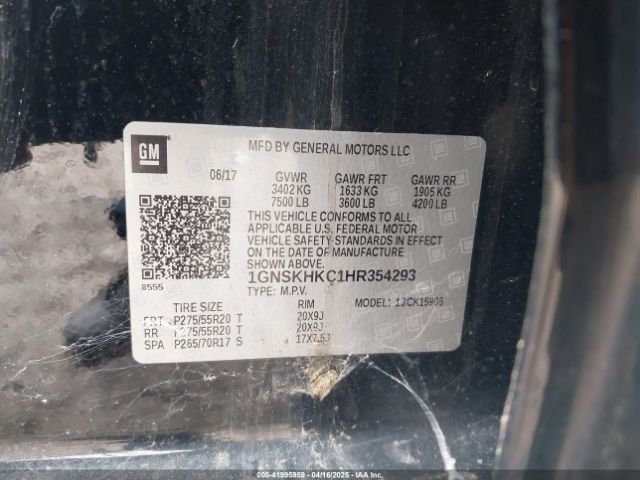 GM
MFD BY GENERAL MOTORS LLC
06/17 GVWR GAWR FRT GAWR RR
3402 KG 1633 KG 1905 KG
7500 LB 3600 LB 4200 LB
THIS VEHICLE CONFORMS TO ALL
APPLICABLE U.S. FEDERAL MOTOR
VEHICLE SAFETY STANDARDS IN EFFECT
ON THE DATE OF MANUFACTURE
SHOWN ABOVE.
1GNSKHKC1HR354293
8555
TYPE: M.P.V. MODEL: 13CK15906
TIRE SIZE RIM
FRT P275/55R20 T 20X9J
RR P275/55R20 T 20X9J
SPA P265/70R17 S 17X7.5J
000-41995959 - 04/16/2025 - IAA Inc.